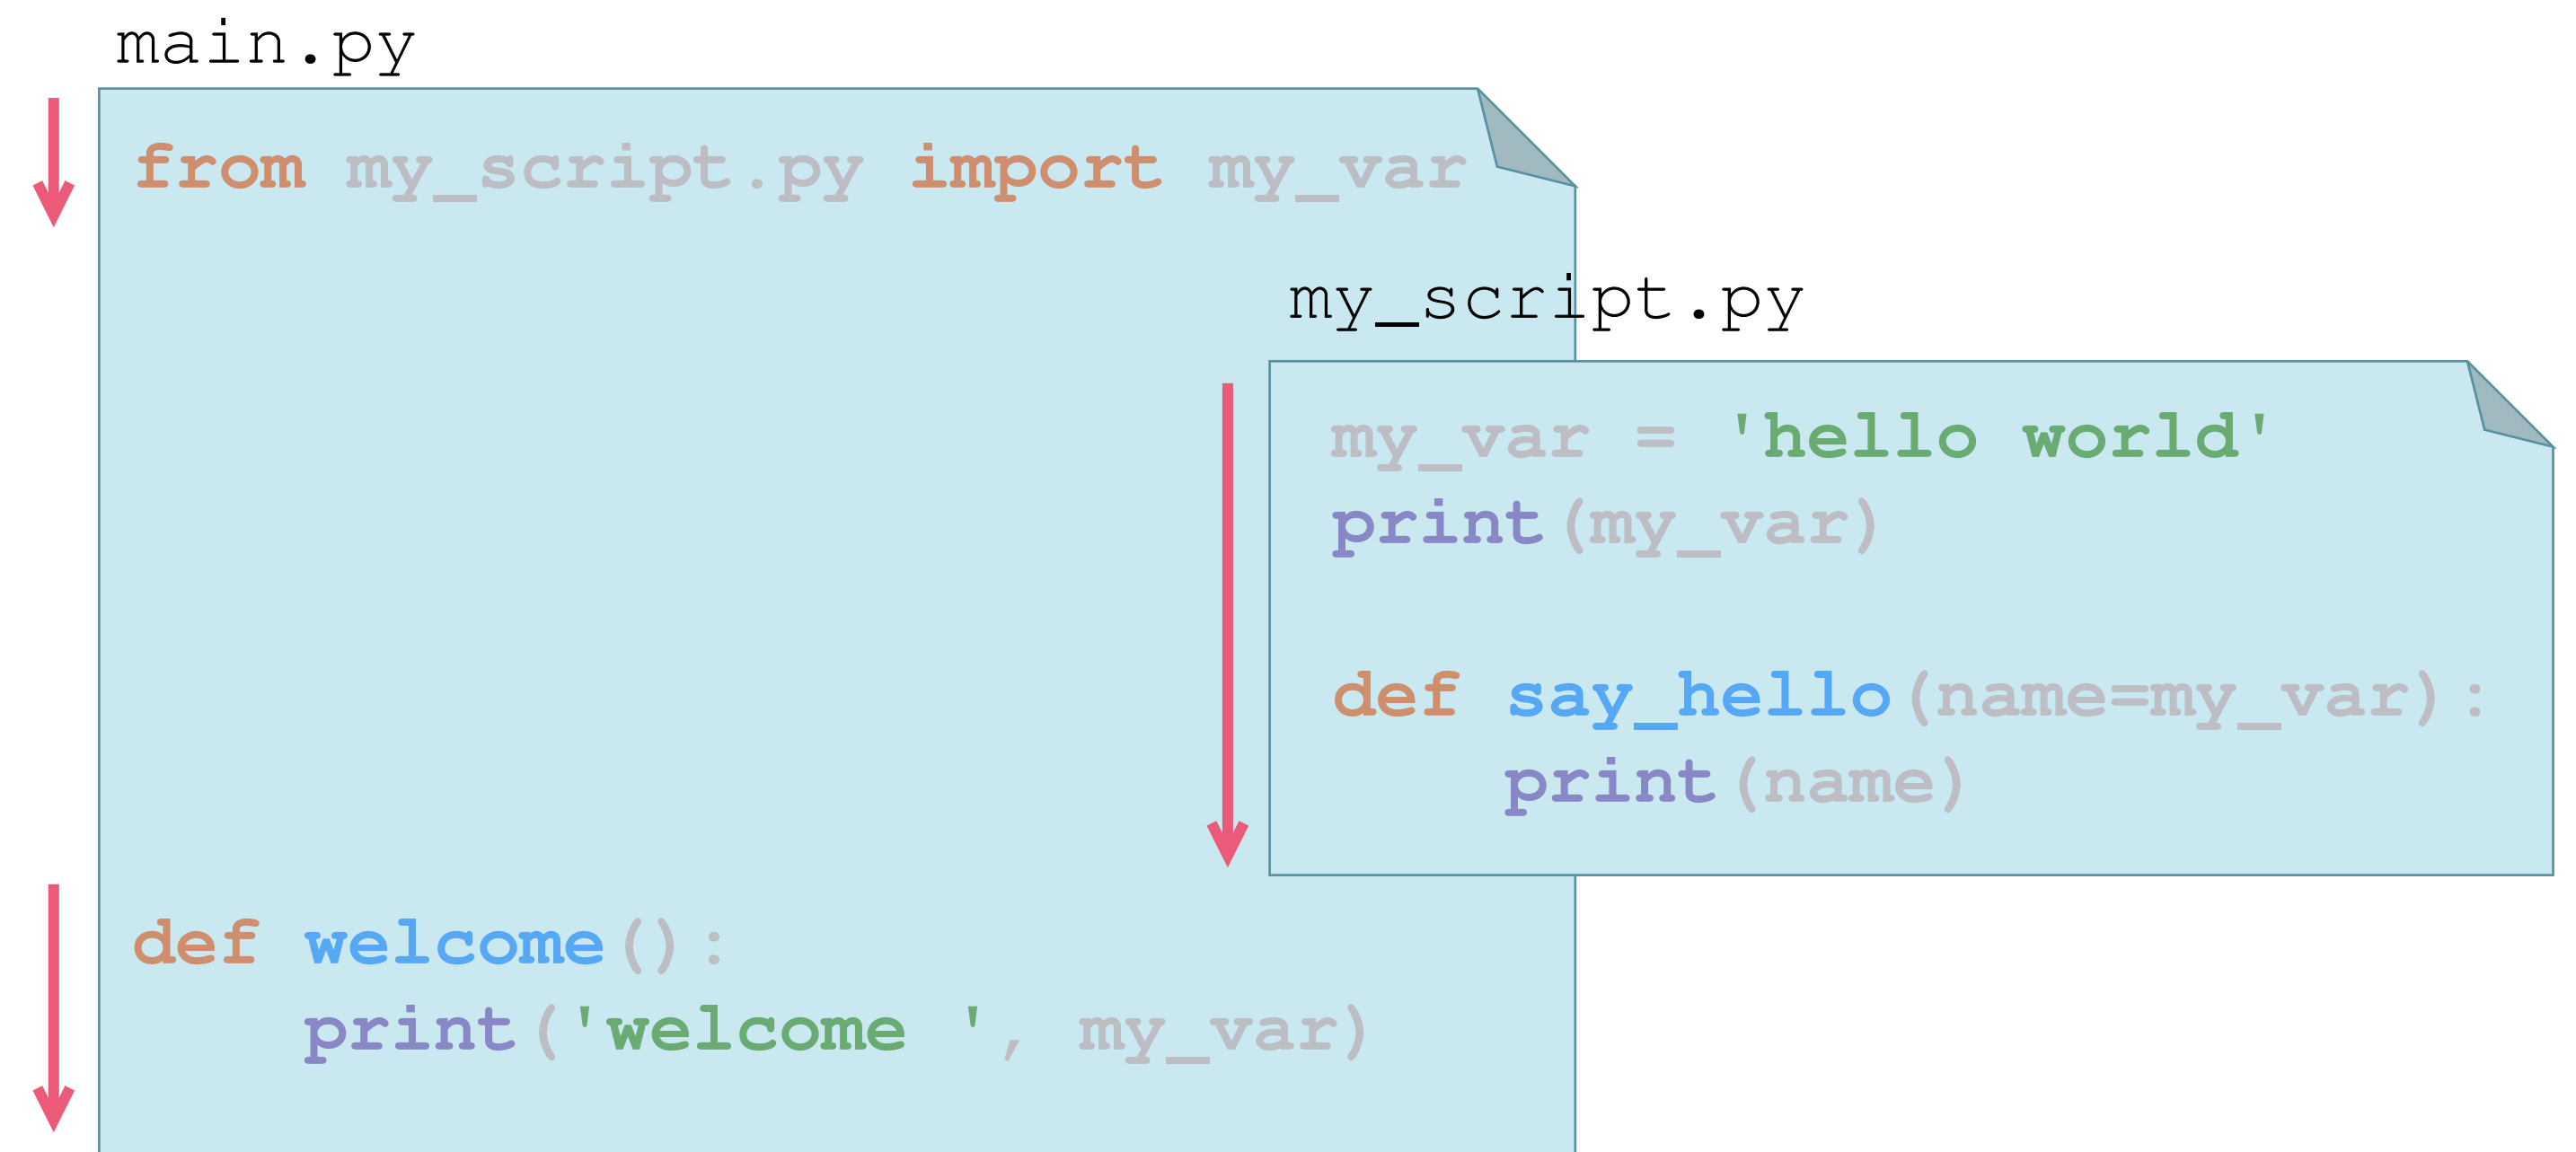 main.py
from my_script.py import my_var
my_script.py
my_var = 'hello world'
print(my_var)
def say_hello(name=my_var):
    print(name)
def welcome():
    print('welcome ', my_var)